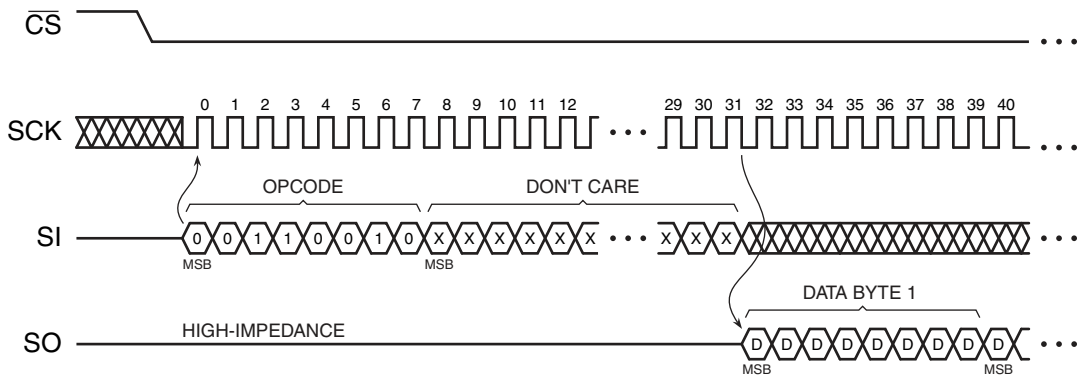 CS
SCK 0 1 2 3 4 5 6 7 8 9 10 11 12 29 30 31 32 33 34 35 36 37 38 39 40
OPCODE DON'T CARE
SI 0 0 1 1 0 0 1 0 X X X X X X X X X
MSB MSB
DATA BYTE 1
HIGH-IMPEDANCE
SO D D D D D D D D D
MSB MSB